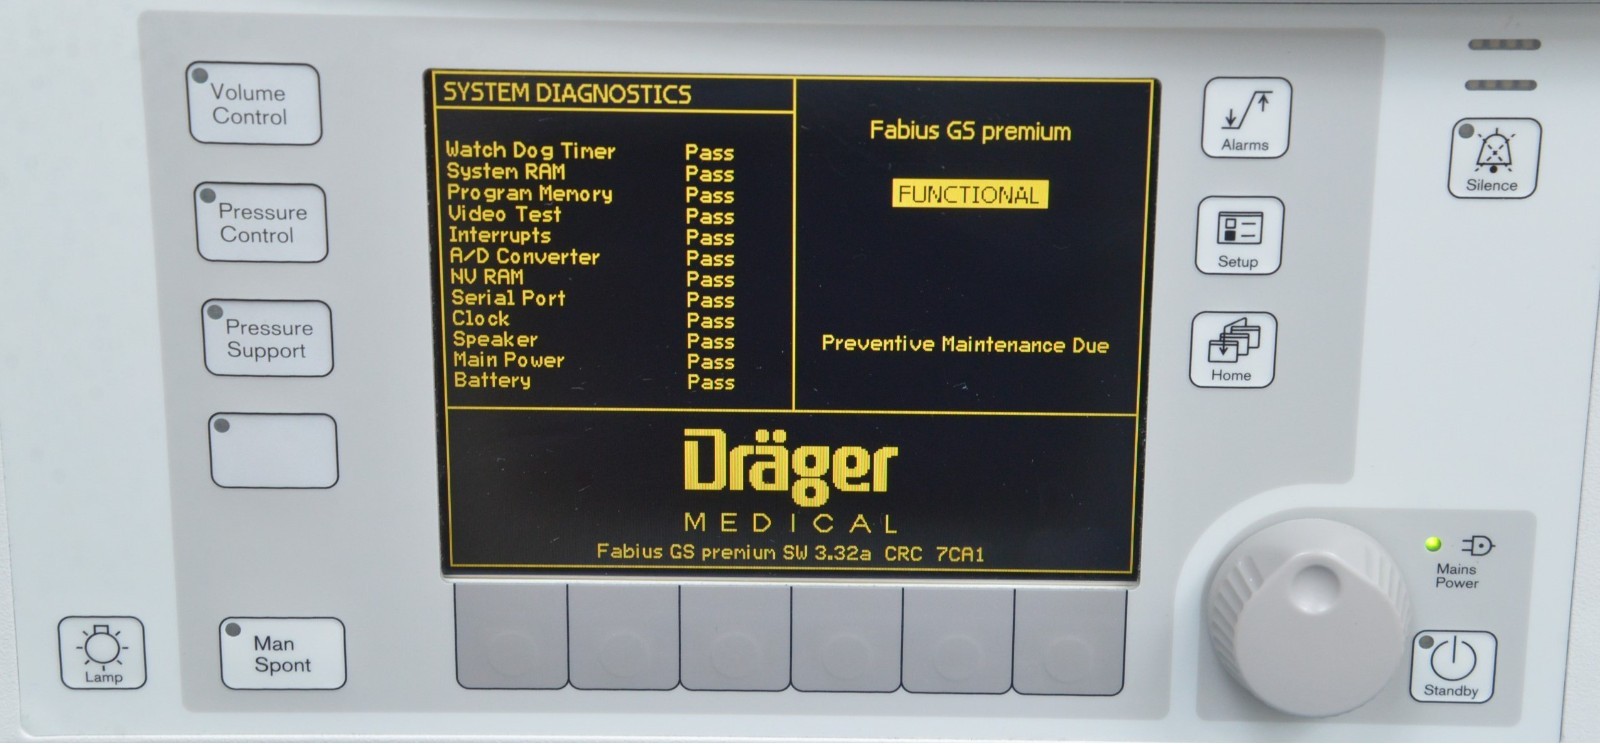 Volume
Control
Pressure
Control
Pressure
Support
Man
Spont
Lamp
SYSTEM DIAGNOSTICS
Watch Dog Timer Pass
System RAM Pass
Program Memory Pass
Video Test Pass
Interrupts Pass
A/D Converter Pass
NV RAM Pass
Serial Port Pass
Clock Pass
Speaker Pass
Main Power Pass
Battery Pass
Fabius GS premium
FUNCTIONAL
Preventive Maintenance Due
Dräger
MEDICAL
Fabius GS premium SW 3.32a CRC 7CA1
Alarms
Setup
Home
Silence
Mains
Power
Standby